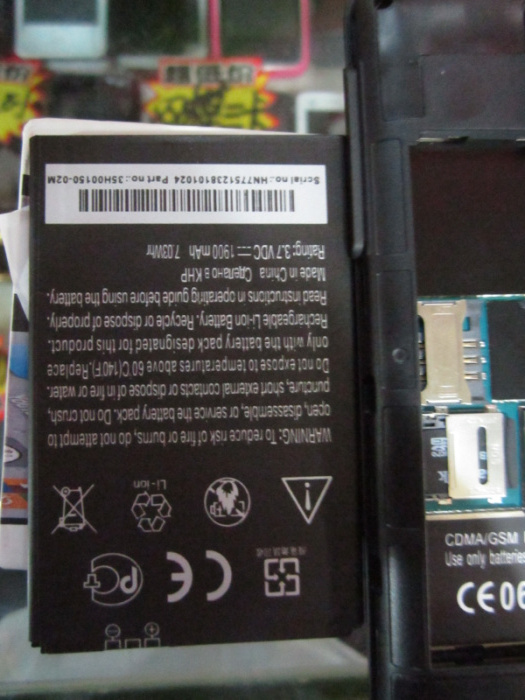 WARNING: To reduce risk of fire or burns, do not attempt to
open, disassemble, or service the battery pack. Do not crush,
puncture, short external contacts or dispose of in fire or water.
Do not expose to temperatures above 60°C(140°F). Replace
only with the battery pack designated for this product.
Rechargeable Li-ion Battery. Recycle or dispose of properly.
Read instructions in operating guide before using the battery.
Made in China Сделано в КНР
Rating: 3.7 VDC 1900 mAh 7.03Whr
Serial no.: HN7751238101024 Part no.: 35H00150-02M
Li-ion
CE
CDMA/GSM
Use only batteries
CE0